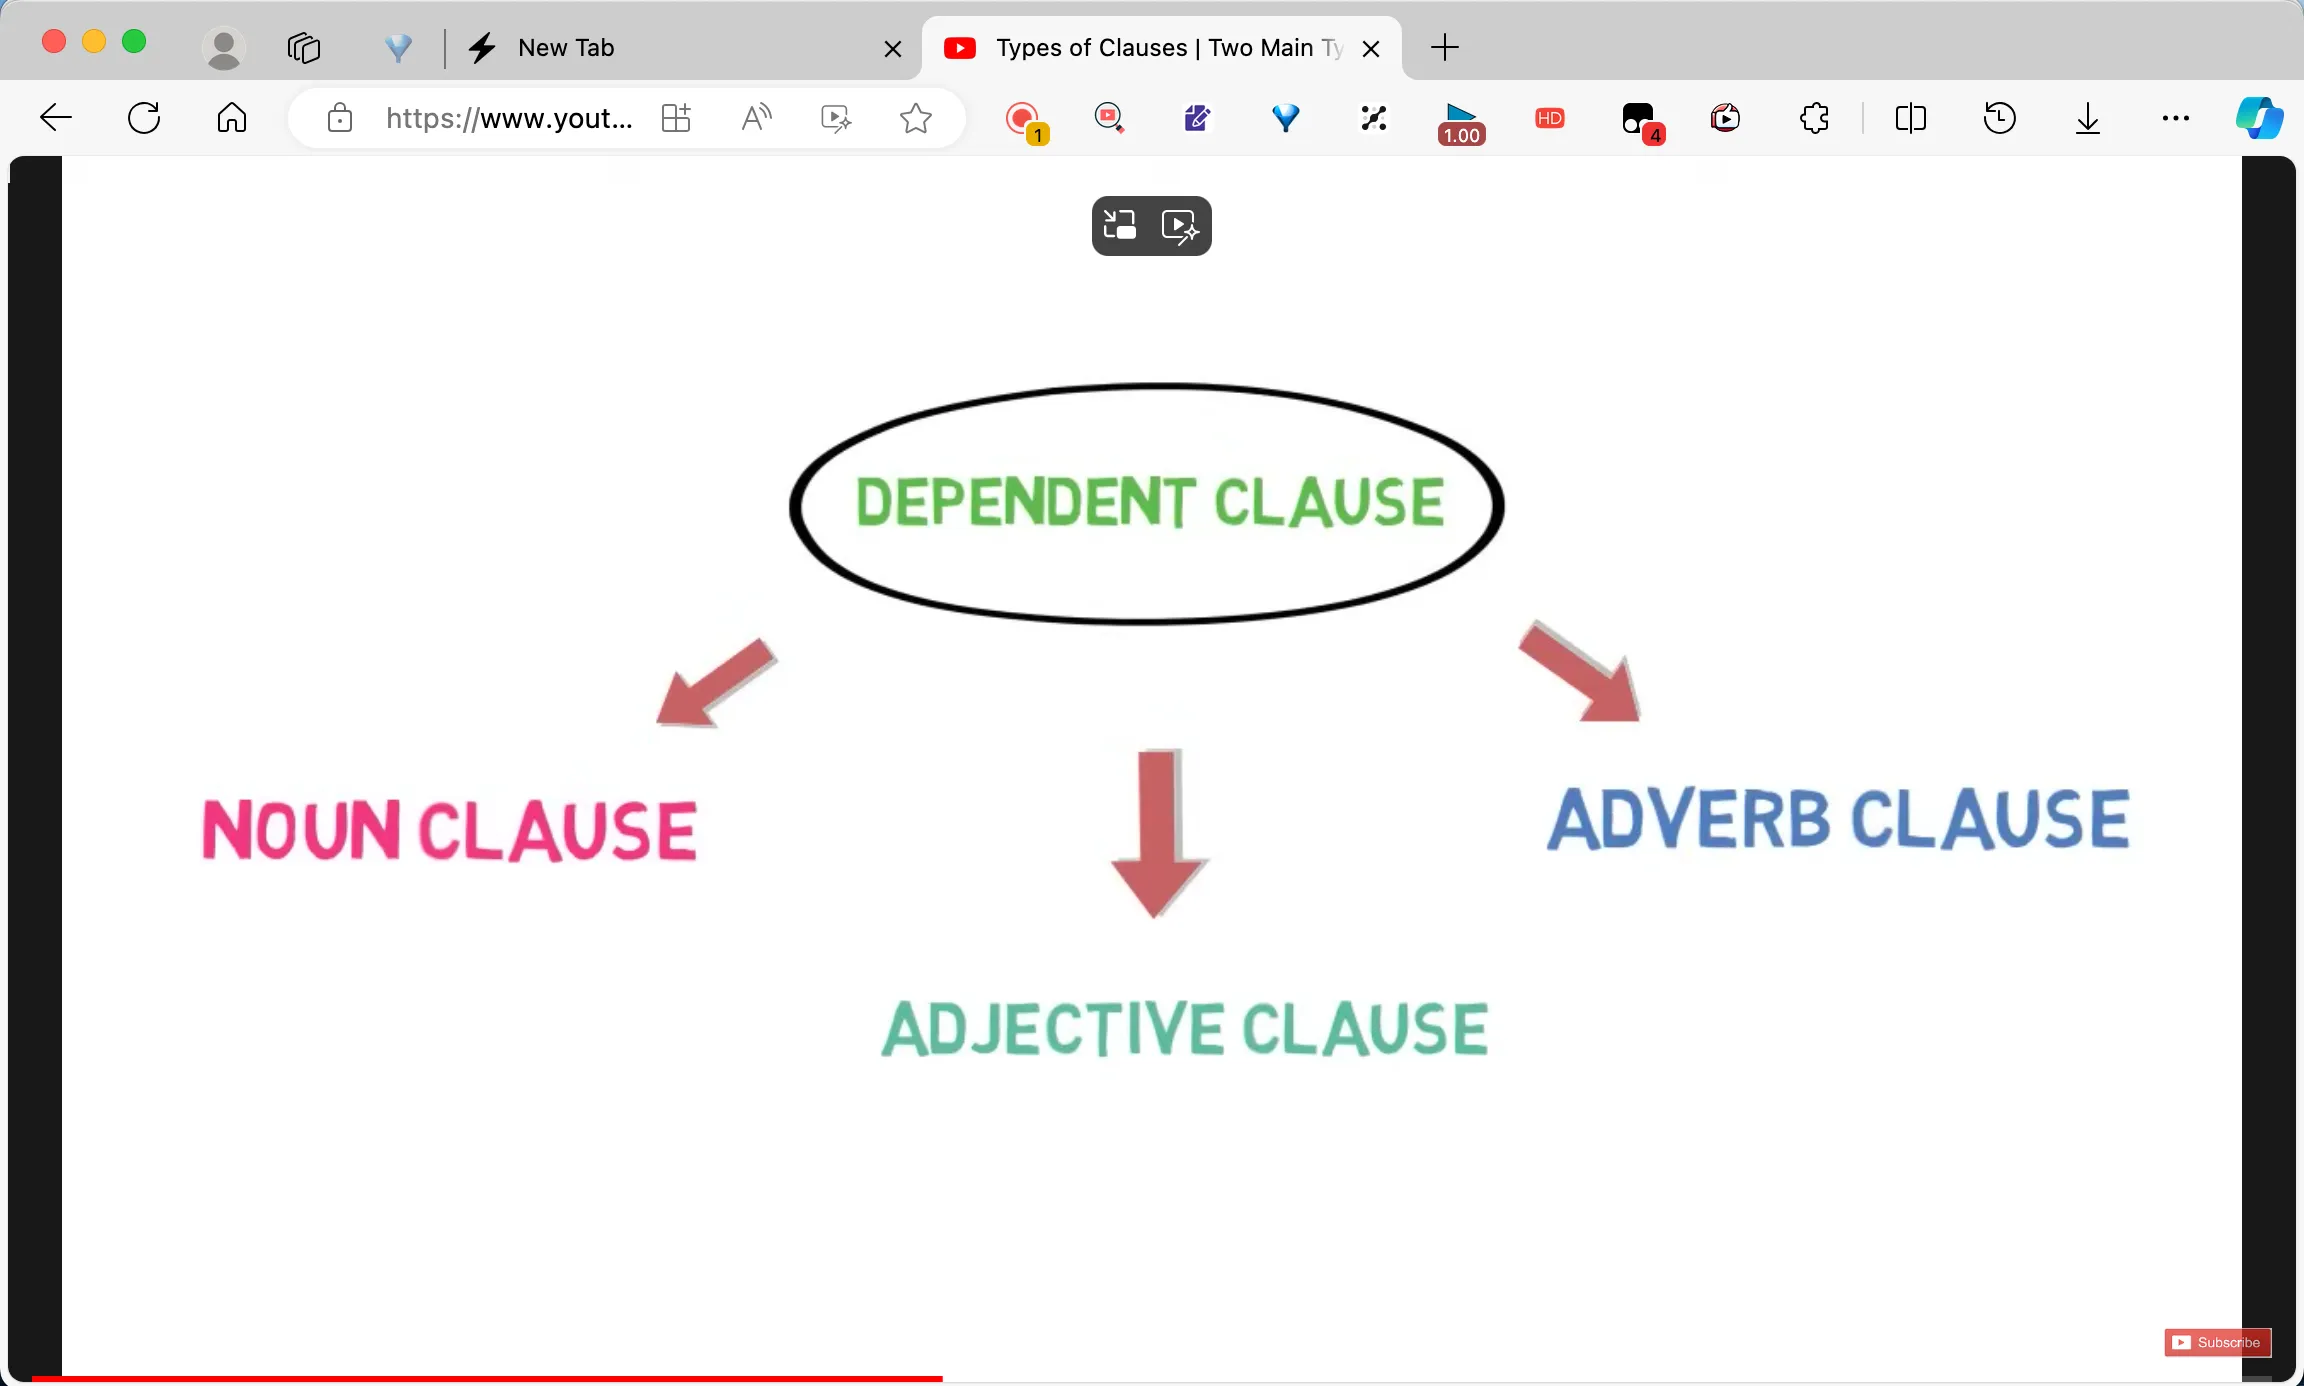 New Tab
Types of Clauses | Two Main Ty
https://www.yout...
1
1.00
HD
4
DEPENDENT CLAUSE
NOUN CLAUSE
ADVERB CLAUSE
ADJECTIVE CLAUSE
Subscribe